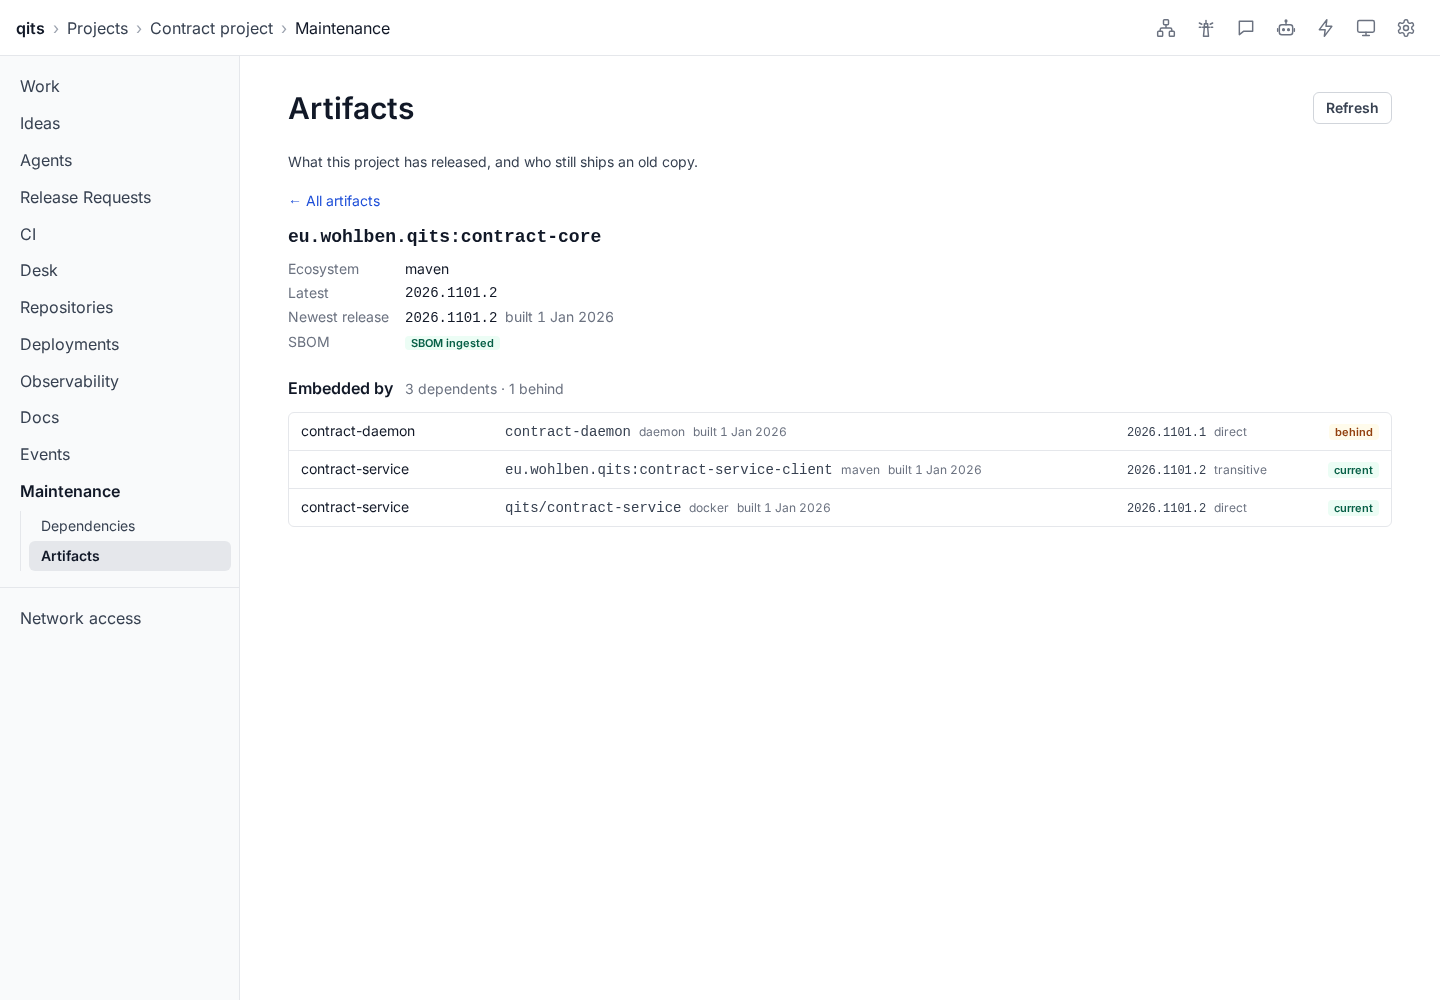 qits › Projects › Contract project › Maintenance
Work
Ideas
Agents
Release Requests
CI
Desk
Repositories
Deployments
Observability
Docs
Events
Maintenance
Dependencies
Artifacts
Network access
Artifacts
Refresh
What this project has released, and who still ships an old copy.
← All artifacts
eu.wohlben.qits:contract-core
Ecosystem maven
Latest 2026.1101.2
Newest release 2026.1101.2 built 1 Jan 2026
SBOM SBOM ingested
Embedded by 3 dependents · 1 behind
contract-daemon contract-daemon daemon built 1 Jan 2026 2026.1101.1 direct behind
contract-service eu.wohlben.qits:contract-service-client maven built 1 Jan 2026 2026.1101.2 transitive current
contract-service qits/contract-service docker built 1 Jan 2026 2026.1101.2 direct current